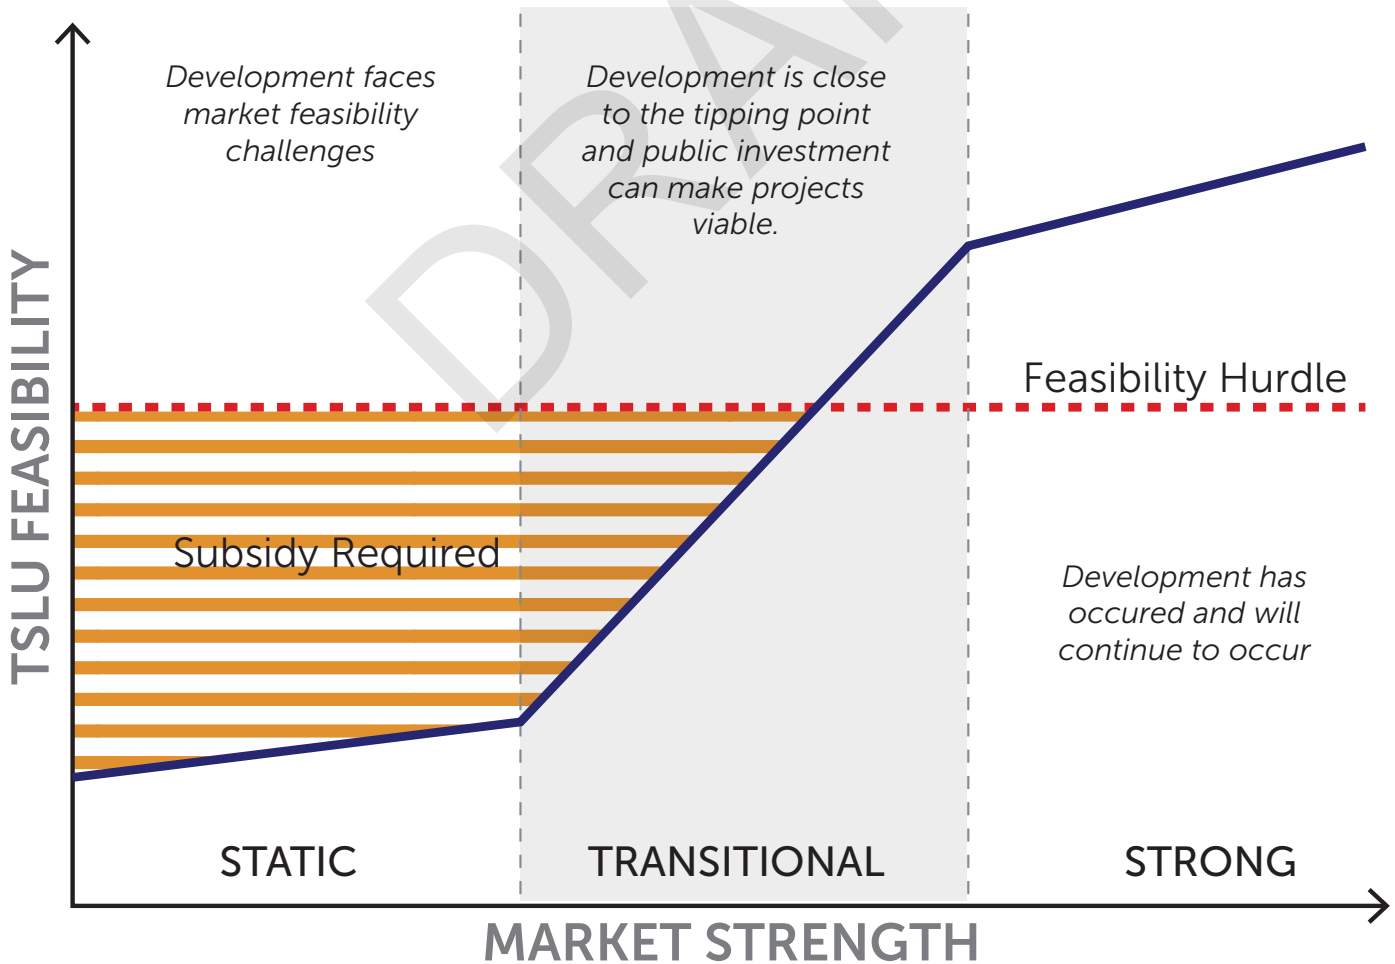 Development faces
market feasibility
challenges
Development is close
to the tipping point
and public investment
can make projects
viable.
Feasibility Hurdle
Subsidy Required
Development has
occured and will
continue to occur
STATIC
TRANSITIONAL
STRONG
MARKET STRENGTH
TSLU FEASIBILITY